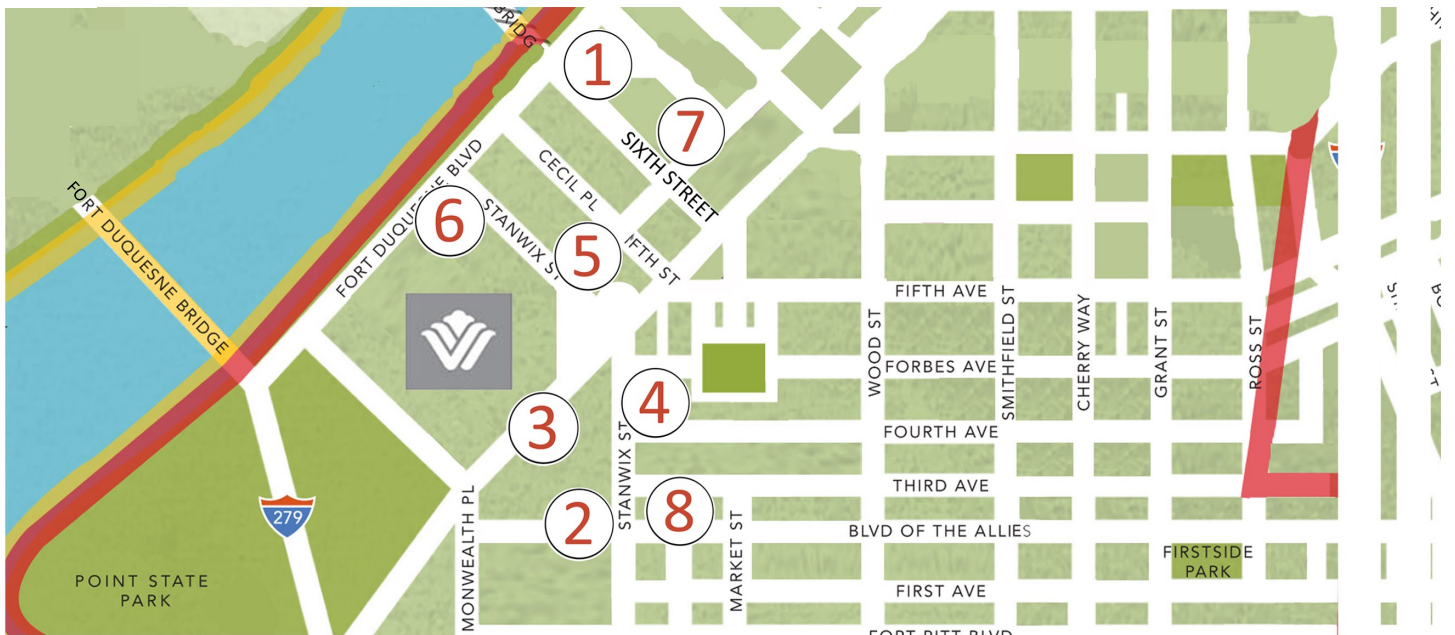 BRIDG
1
7
SIXTH STREET
FORT DUQUESNE BLVD
CECIL PL
6
STANWIX ST
5
IFTH ST
FORT DUQUESNE BRIDGE
FIFTH AVE
WOOD ST
SMITHFIELD ST
CHERRY WAY
GRANT ST
ROSS ST
FORBES AVE
4
3
FOURTH AVE
STANWIX ST
THIRD AVE
279
MONWEALTH PL
2
8
MARKET ST
BLVD OF THE ALLIES
FIRSTSIDE
PARK
POINT STATE
PARK
FIRST AVE
FORT PITT BLVD